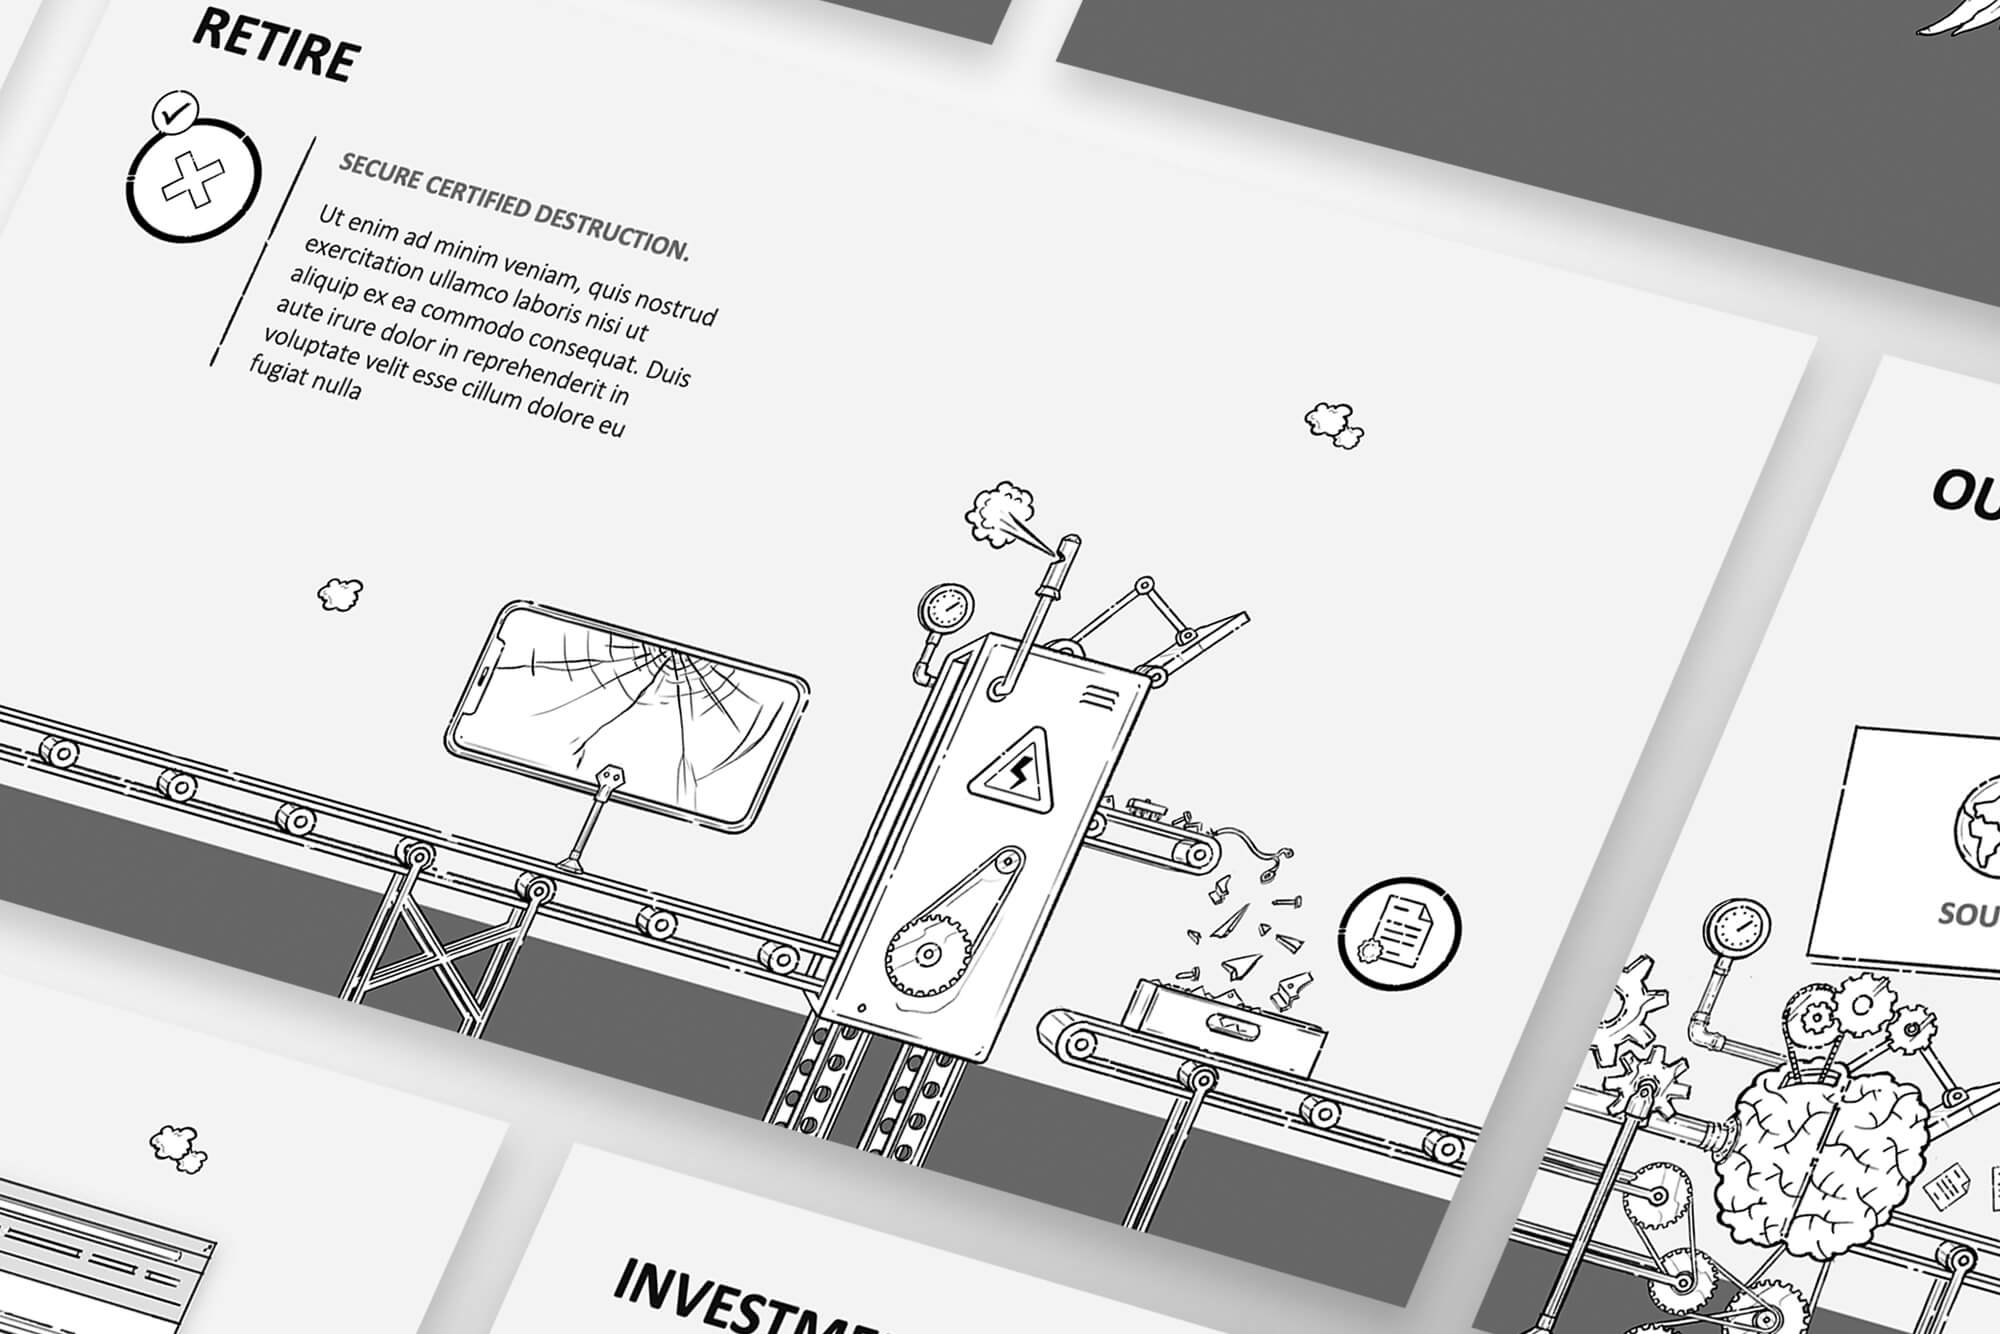 RETIRE
SECURE CERTIFIED DESTRUCTION.
Ut enim ad minim veniam, quis nostrud
exercitation ullamco laboris nisi ut
aliquip ex ea commodo consequat. Duis
aute irure dolor in reprehenderit in
voluptate velit esse cillum dolore eu
fugiat nulla
OU
SOU
INVESTME